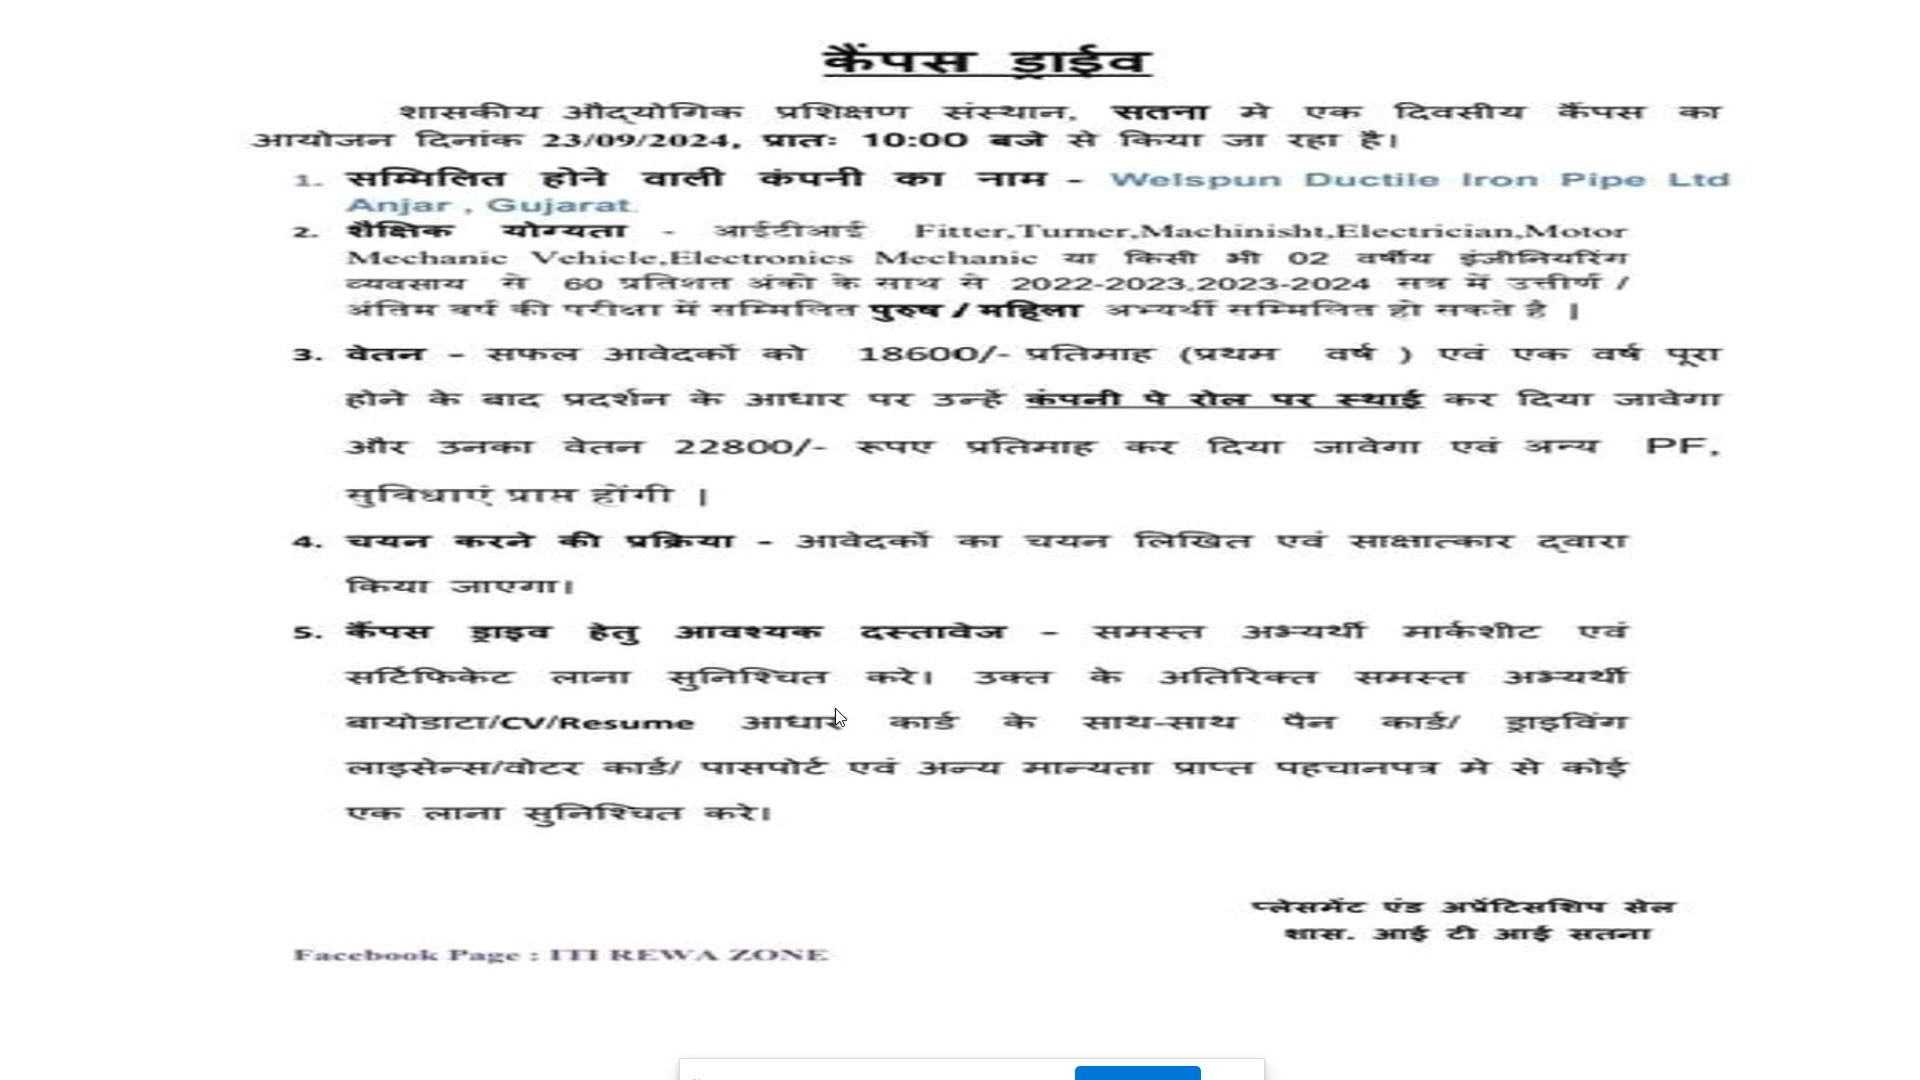 कैंपस ड्राईव
शासकीय औद्योगिक प्रशिक्षण संस्थान, सतना मे एक दिवसीय कैंपस का
आयोजन दिनांक 23/09/2024, प्रातः 10:00 बजे से किया जा रहा है।
1. सम्मिलित होने वाली कंपनी का नाम - Welspun Ductile Iron Pipe Ltd
Anjar , Gujarat.
2. शैक्षिक योग्यता - आईटीआई Fitter,Turner,Machinisht,Electrician,Motor
Mechanic Vehicle,Electronics Mechanic या किसी भी 02 वर्षीय इंजीनियरिंग
व्यवसाय से 60 प्रतिशत अंको के साथ से 2022-2023,2023-2024 सत्र में उत्तीर्ण /
अंतिम वर्ष की परीक्षा में सम्मिलित पुरुष / महिला अभ्यर्थी सम्मिलित हो सकते है |
3. वेतन - सफल आवेदकों को 18600/- प्रतिमाह (प्रथम वर्ष ) एवं एक वर्ष पूरा
होने के बाद प्रदर्शन के आधार पर उन्हें कंपनी पे रोल पर स्थाई कर दिया जावेगा
और उनका वेतन 22800/- रूपए प्रतिमाह कर दिया जावेगा एवं अन्य PF,
सुविधाएं प्राप्त होंगी |
4. चयन करने की प्रक्रिया - आवेदकों का चयन लिखित एवं साक्षात्कार द्वारा
किया जाएगा।
5. कैंपस ड्राइव हेतु आवश्यक दस्तावेज - समस्त अभ्यर्थी मार्कशीट एवं
सर्टिफिकेट लाना सुनिश्चित करे। उक्त के अतिरिक्त समस्त अभ्यर्थी
बायोडाटा/CV/Resume आधार कार्ड के साथ-साथ पैन कार्ड/ ड्राइविंग
लाइसेन्स/वोटर कार्ड/ पासपोर्ट एवं अन्य मान्यता प्राप्त पहचानपत्र मे से कोई
एक लाना सुनिश्चित करे।
प्लेसमेंट एंड अप्रेंटिसशिप सेल
शास. आई टी आई सतना
Facebook Page : ITI REWA ZONE